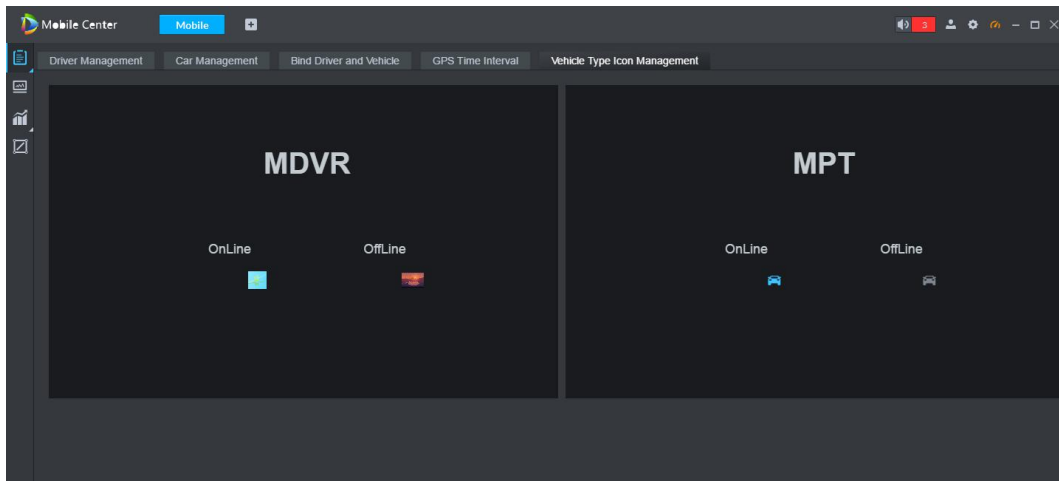 Mobile Center Mobile 3
Driver Management Car Management Bind Driver and Vehicle GPS Time Interval Vehicle Type Icon Management
MDVR MPT
OnLine OffLine OnLine OffLine